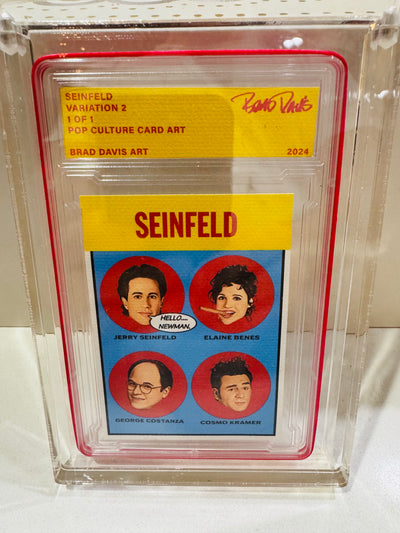 SEINFELD
VARIATION 2
1 OF 1
POP CULTURE CARD ART
BRAD DAVIS ART
2024
BRAD DAVIS
SEINFELD
HELLO...
NEWMAN.
JERRY SEINFELD
ELAINE BENES
GEORGE COSTANZA
COSMO KRAMER